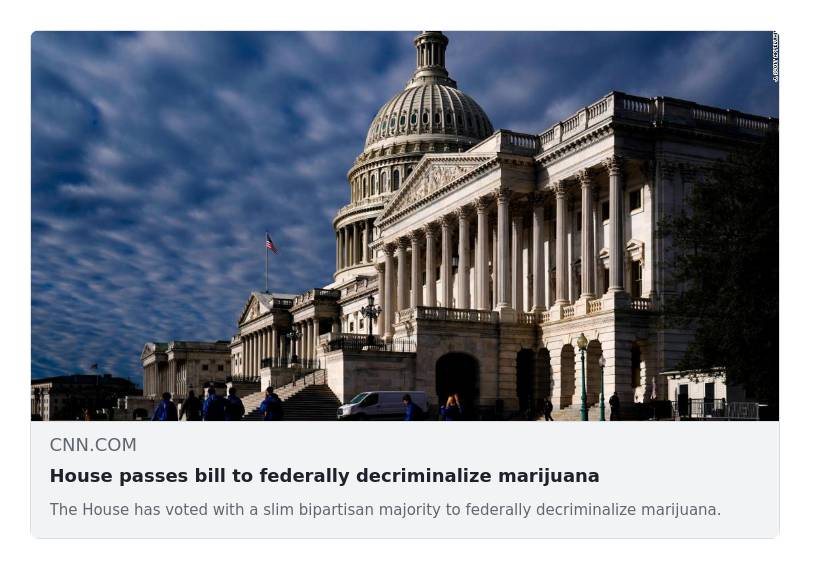 CNN.COM
House passes bill to federally decriminalize marijuana
The House has voted with a slim bipartisan majority to federally decriminalize marijuana.